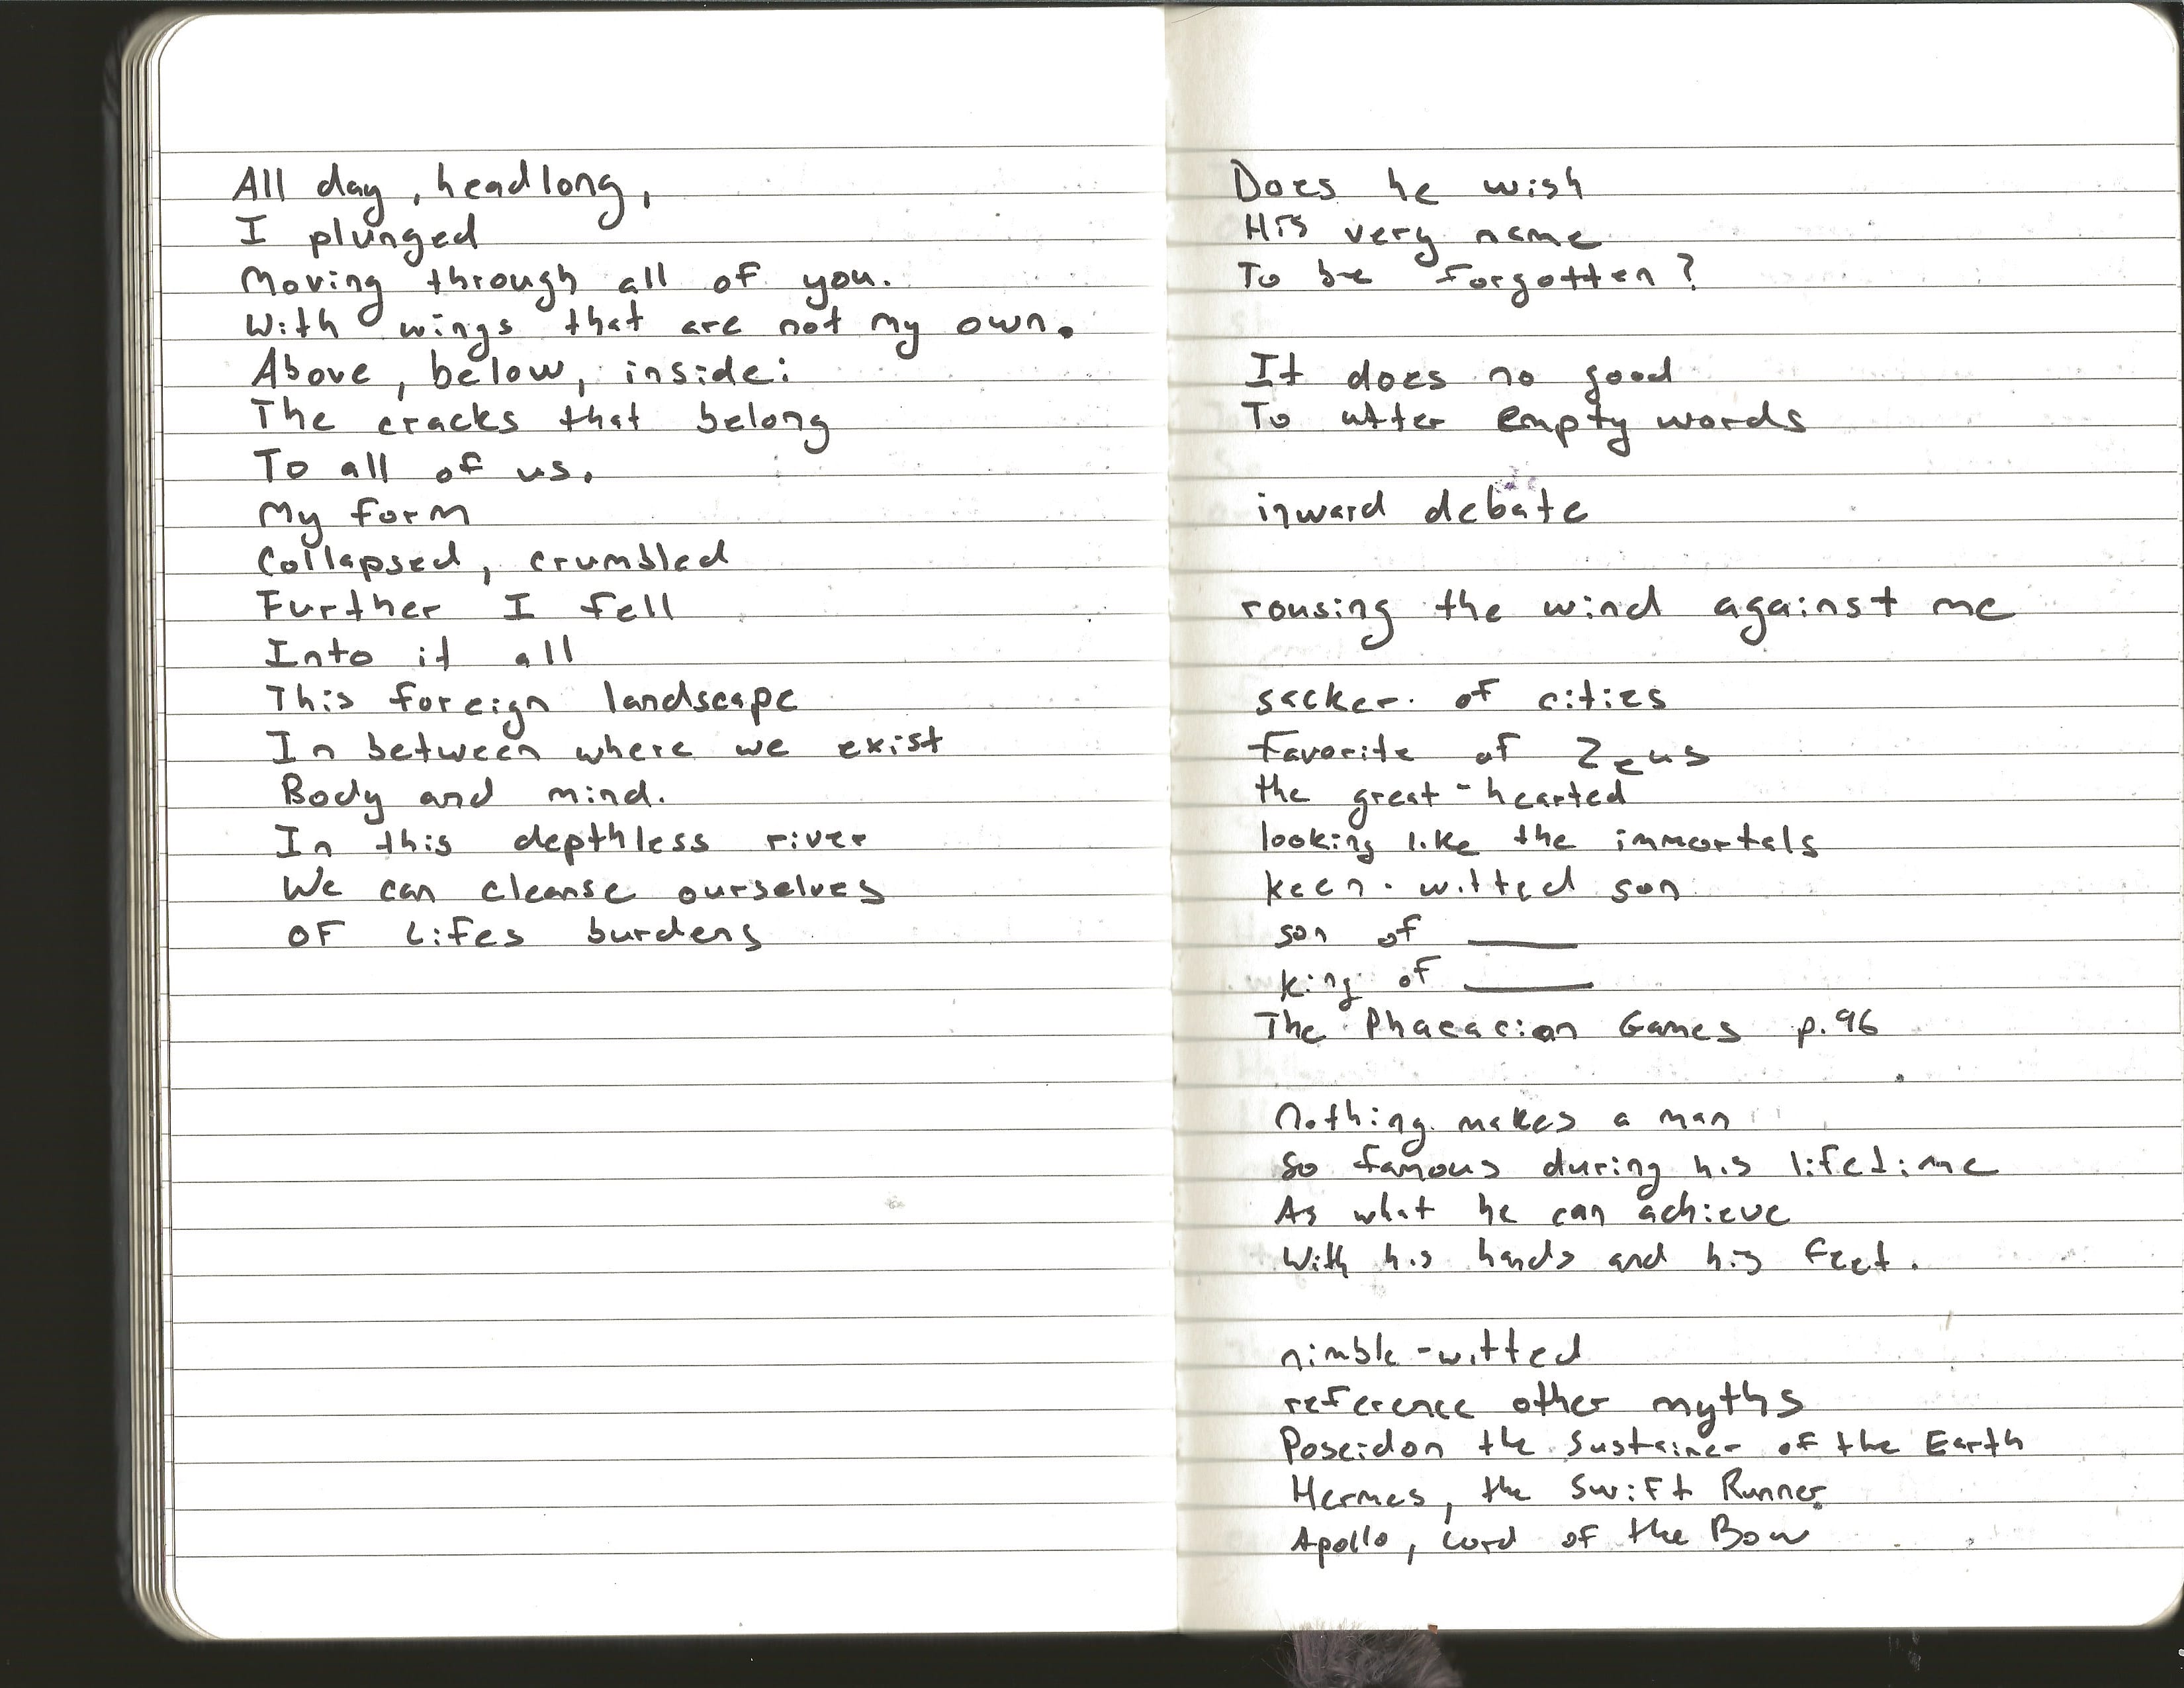 All day, headlong,
I plunged
Moving through all of you.
With wings that are not my own.
Above, below, inside:
The cracks that belong
To all of us.
My form
Collapsed, crumbled
Further I fell
Into it all
This foreign landscape
In between where we exist
Body and mind.
In this depthless river
We can cleanse ourselves
OF Lifes burdens
Does he wish
His very name
To be forgotten?
It does no good
To utter empty words
inward debate
rousing the wind against me
sacker of cities
favorite of Zeus
the great-hearted
looking like the immortals
keen-witted son
son of ____
king of ____
The Phaeacian Games p.96
nothing makes a man
so famous during his lifetime
As what he can achieve
With his hands and his feet.
nimble-witted
reference other myths
Poseidon the Sustainer of the Earth
Hermes, the Swift Runner
Apollo, Lord of the Bow